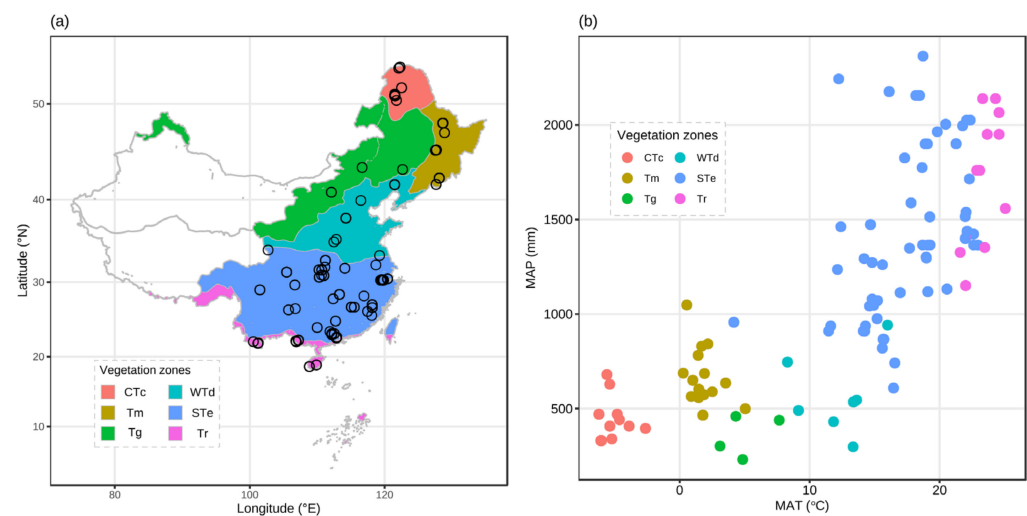 (a)
50
40
30
20
10
Latitude (°N)
80
100
120
Longitude (°E)
Vegetation zones
CTc
WTd
Tm
STe
Tg
Tr
(b)
2000
1500
1000
500
MAP (mm)
0
10
20
MAT (°C)
Vegetation zones
CTc
WTd
Tm
STe
Tg
Tr